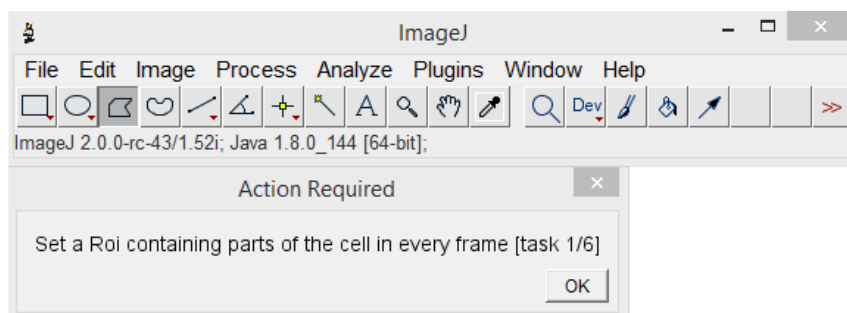 ImageJ
File Edit Image Process Analyze Plugins Window Help
A Dev >>
ImageJ 2.0.0-rc-43/1.52i; Java 1.8.0_144 [64-bit];
Action Required
Set a Roi containing parts of the cell in every frame [task 1/6]
OK